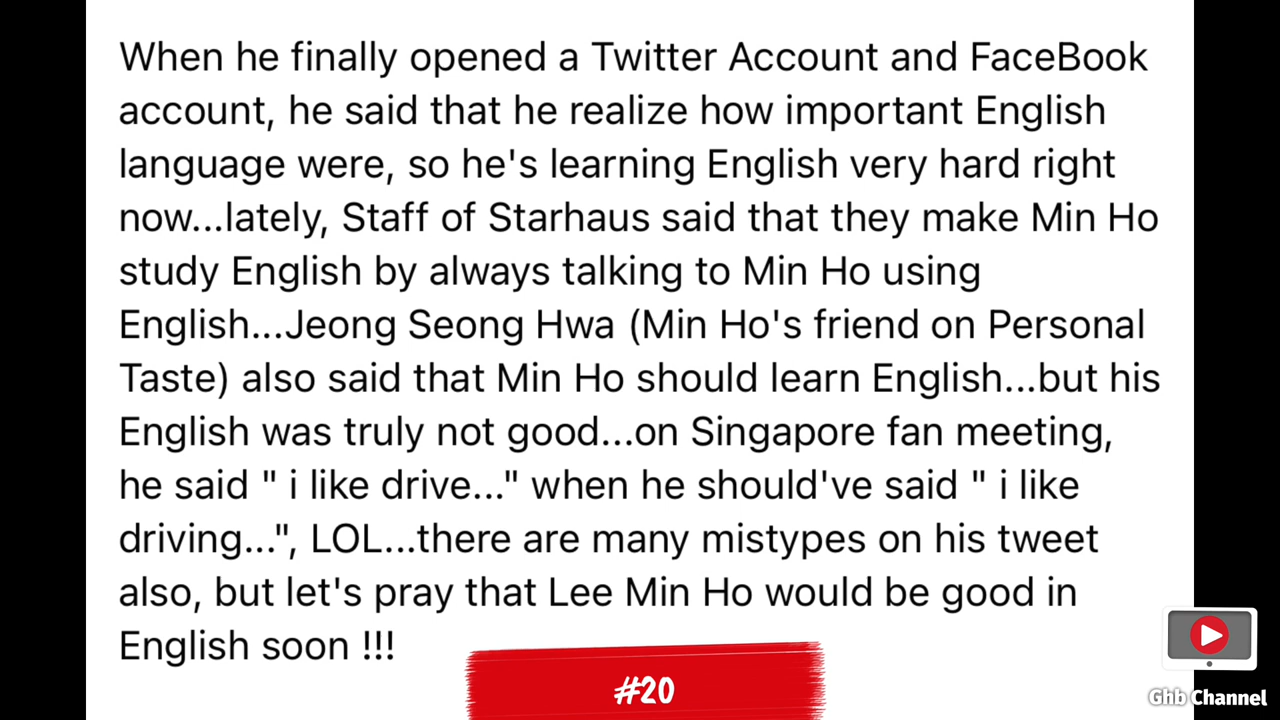 When he finally opened a Twitter Account and FaceBook
account, he said that he realize how important English
language were, so he's learning English very hard right
now...lately, Staff of Starhaus said that they make Min Ho
study English by always talking to Min Ho using
English...Jeong Seong Hwa (Min Ho's friend on Personal
Taste) also said that Min Ho should learn English...but his
English was truly not good...on Singapore fan meeting,
he said " i like drive..." when he should've said " i like
driving...", LOL...there are many mistypes on his tweet
also, but let's pray that Lee Min Ho would be good in
English soon !!!
#20
Ghb Channel